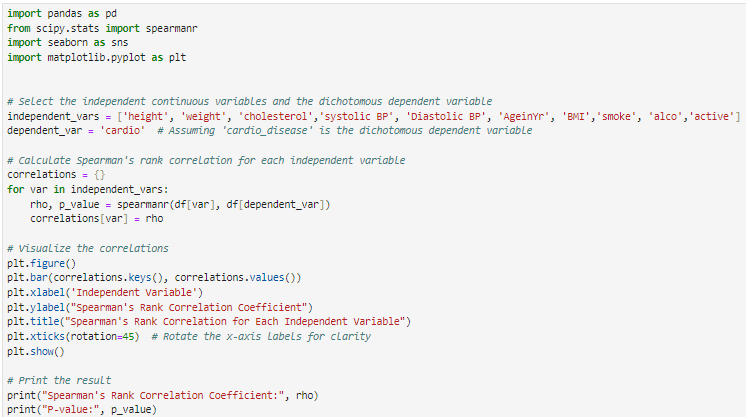 import pandas as pd
from scipy.stats import spearmanr
import seaborn as sns
import matplotlib.pyplot as plt
# Select the independent continuous variables and the dichotomous dependent variable
independent_vars = ['height', 'weight', 'cholesterol','systolic BP', 'Diastolic BP', 'AgeinYr', 'BMI','smoke', 'alco','active']
dependent_var = 'cardio'  # Assuming 'cardio_disease' is the dichotomous dependent variable
# Calculate Spearman's rank correlation for each independent variable
correlations = {}
for var in independent_vars:
    rho, p_value = spearmanr(df[var], df[dependent_var])
    correlations[var] = rho
# Visualize the correlations
plt.figure()
plt.bar(correlations.keys(), correlations.values())
plt.xlabel('Independent Variable')
plt.ylabel("Spearman's Rank Correlation Coefficient")
plt.title("Spearman's Rank Correlation for Each Independent Variable")
plt.xticks(rotation=45)  # Rotate the x-axis labels for clarity
plt.show()
# Print the result
print("Spearman's Rank Correlation Coefficient:", rho)
print("P-value:", p_value)